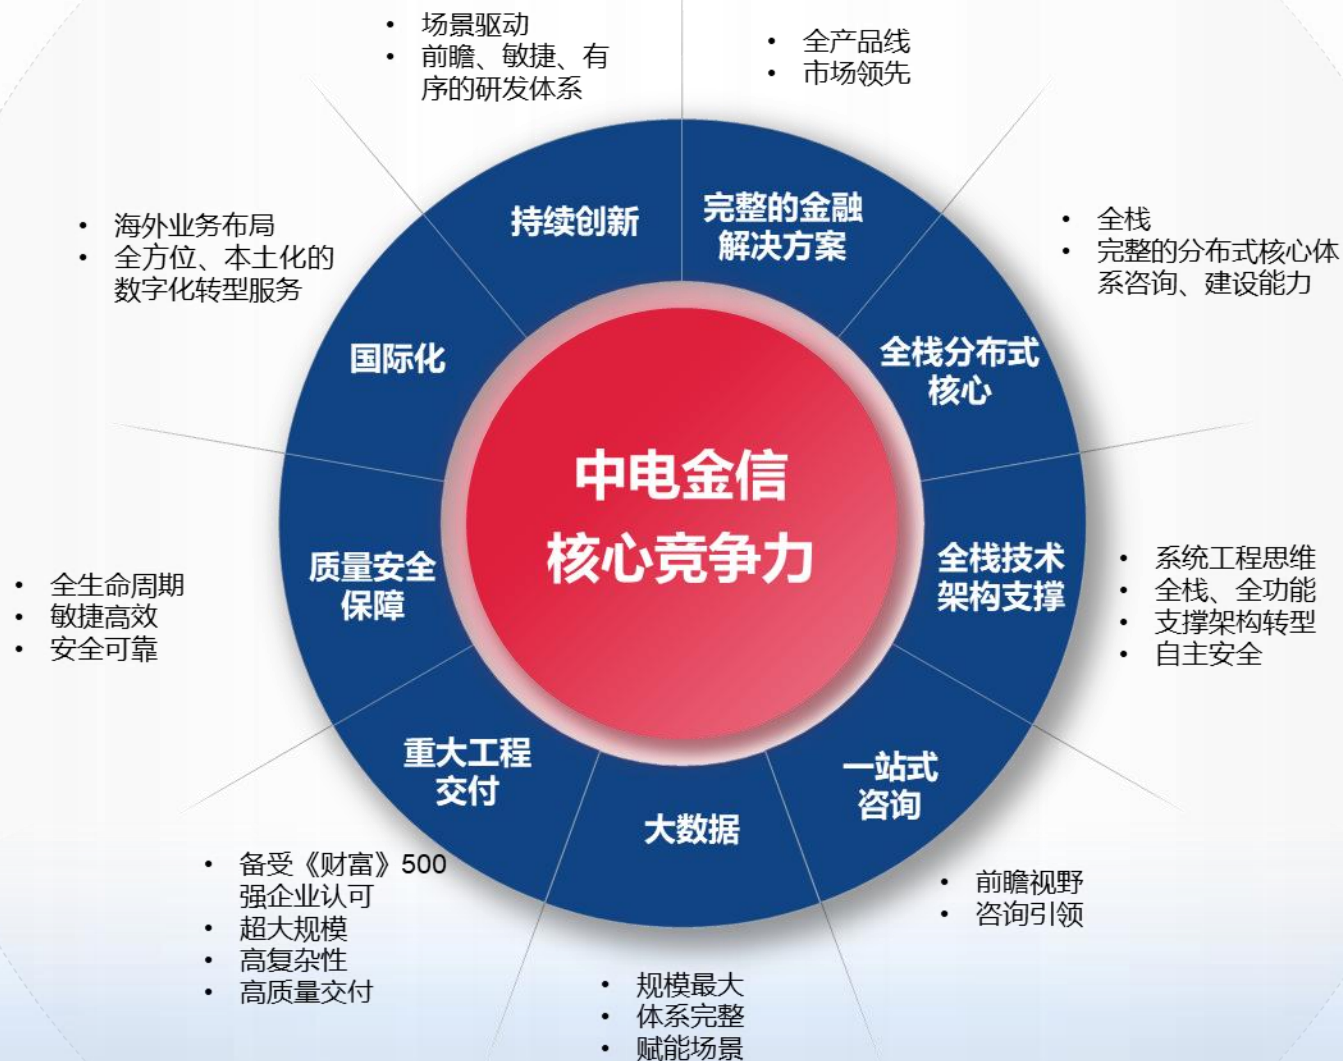 • 场景驱动
• 前瞻、敏捷、有
序的研发体系
• 全产品线
• 市场领先
持续创新
完整的金融
解决方案
• 海外业务布局
• 全方位、本土化的
数字化转型服务
• 全栈
• 完整的分布式核心体
系咨询、建设能力
国际化
全栈分布式
核心
中电金信
核心竞争力
• 全生命周期
• 敏捷高效
• 安全可靠
质量安全
保障
全栈技术
架构支撑
• 系统工程思维
• 全栈、全功能
• 支撑架构转型
• 自主安全
重大工程
交付
大数据
一站式
咨询
• 备受《财富》500
强企业认可
• 超大规模
• 高复杂性
• 高质量交付
• 前瞻视野
• 咨询引领
• 规模最大
• 体系完整
• 赋能场景